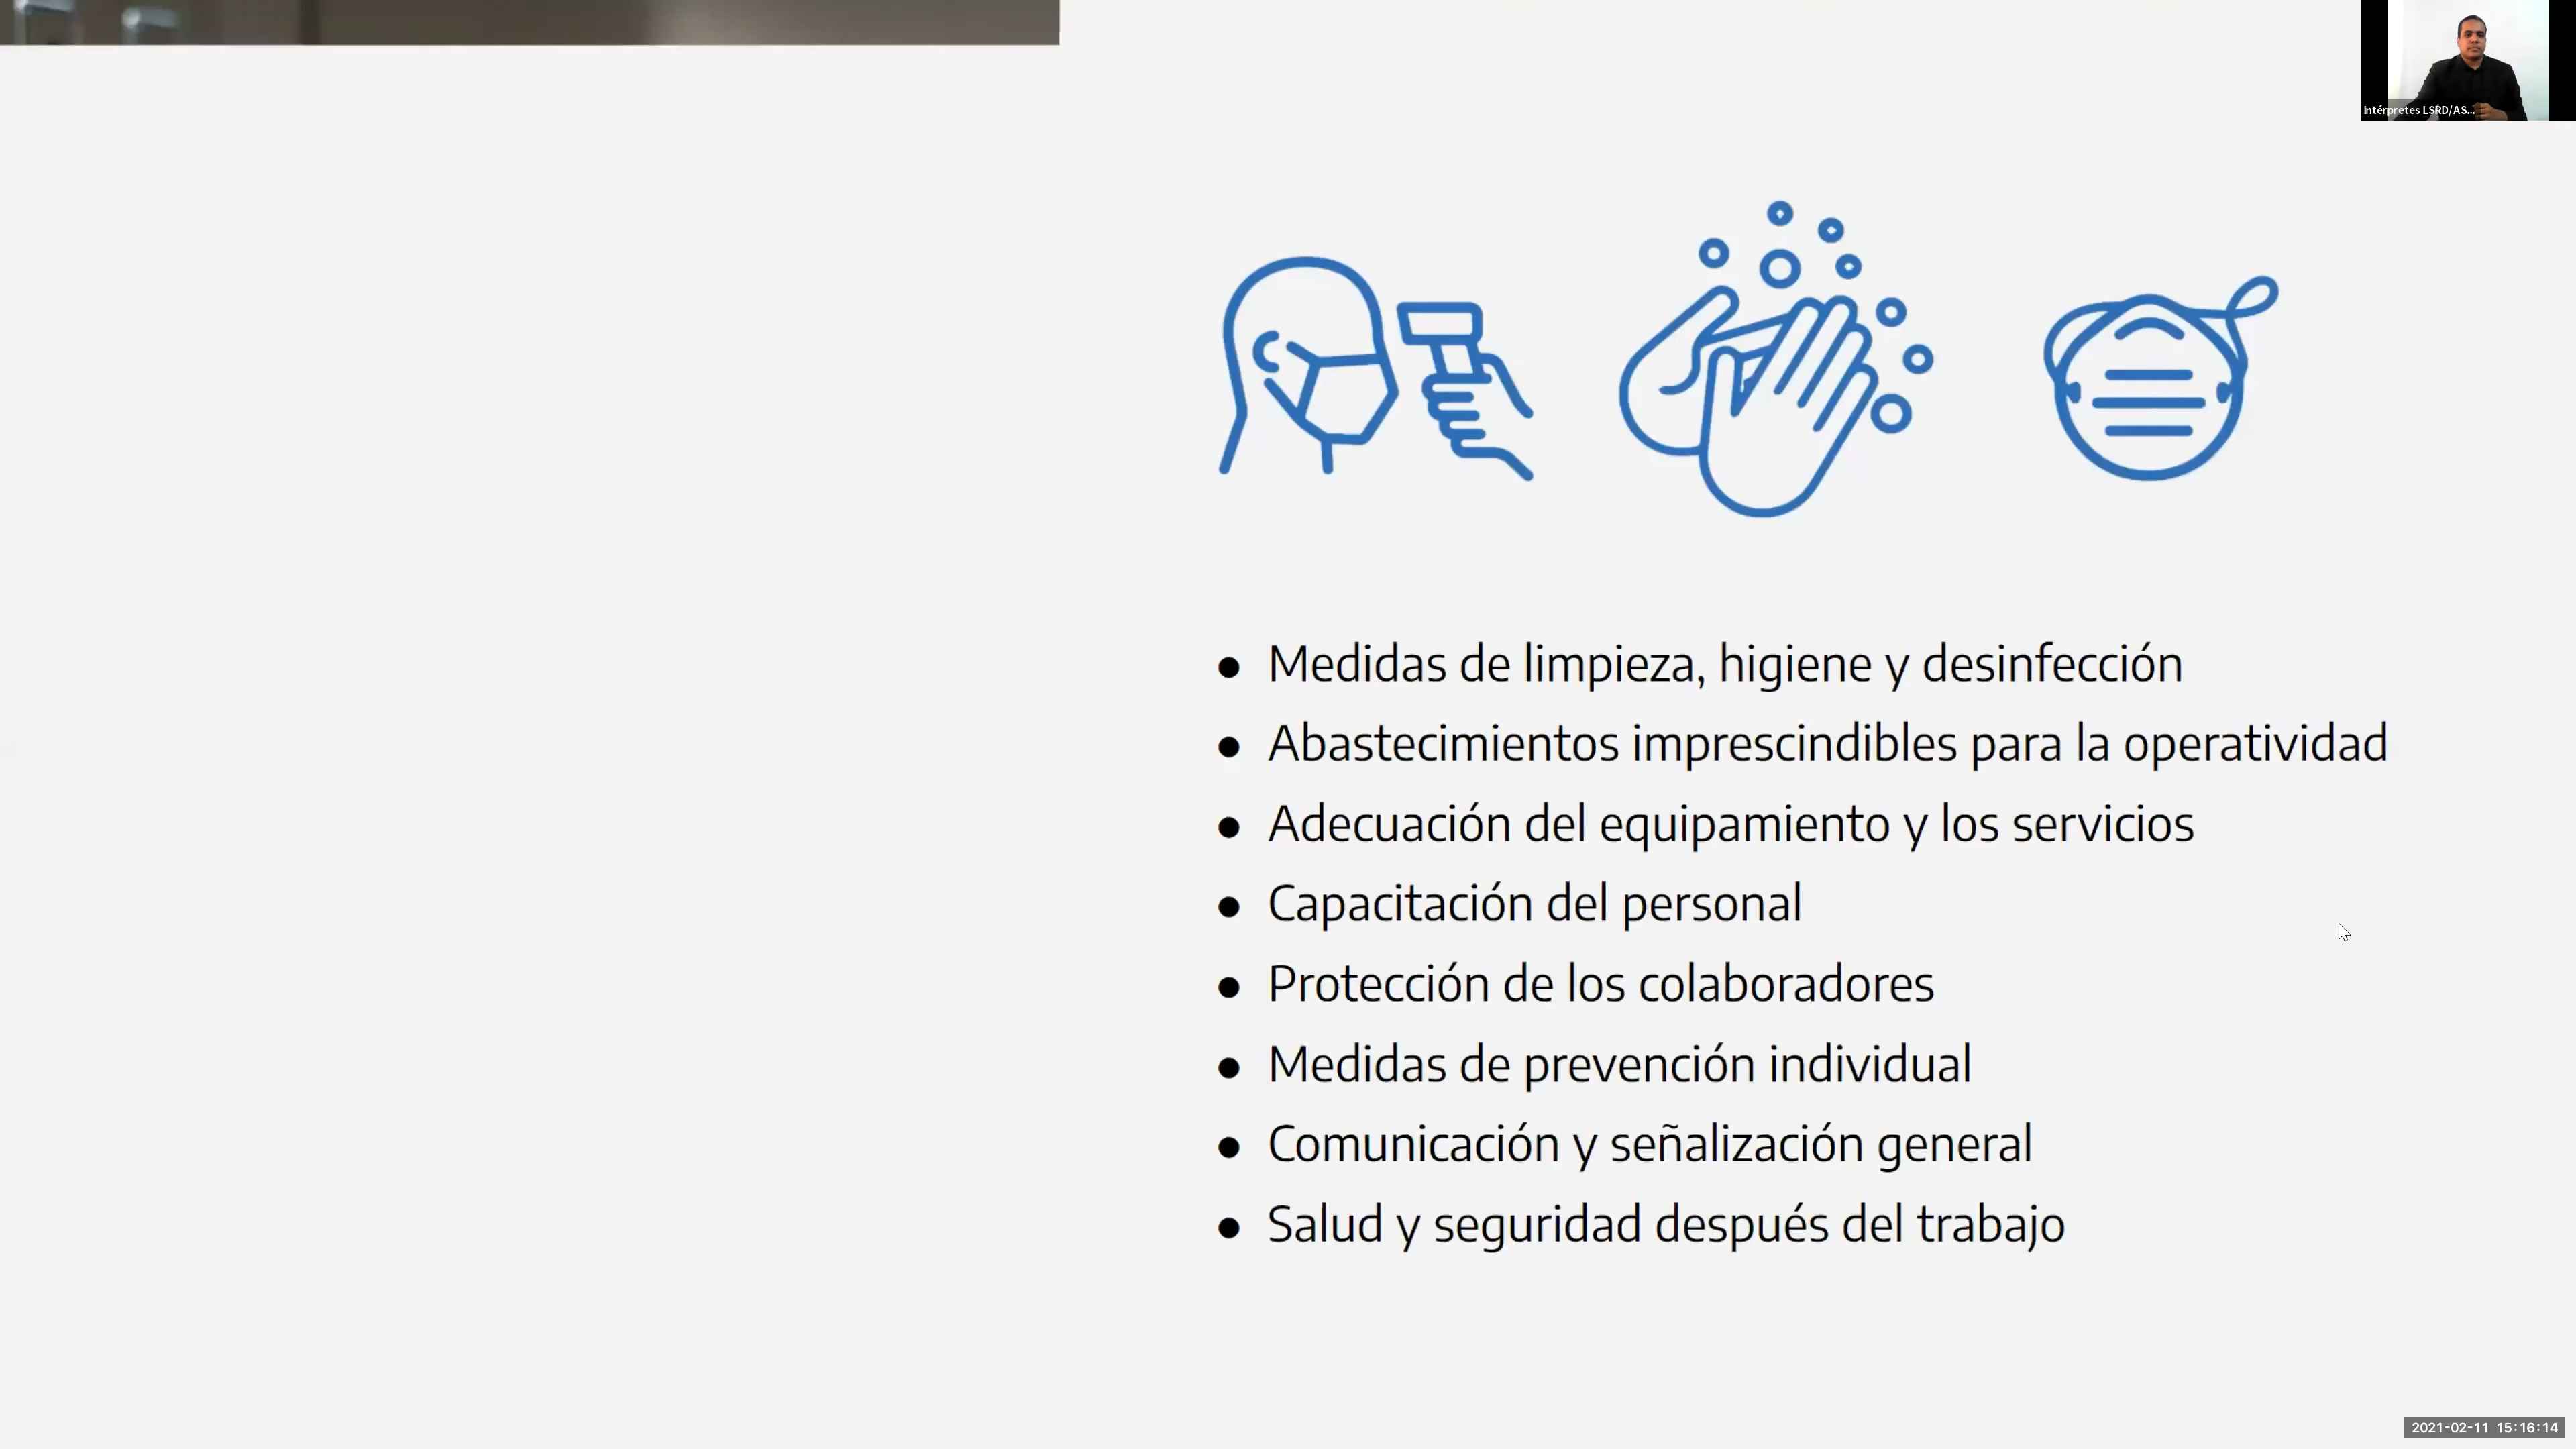 Intérpretes LSRD/AS...
● Medidas de limpieza, higiene y desinfección
● Abastecimientos imprescindibles para la operatividad
● Adecuación del equipamiento y los servicios
● Capacitación del personal
● Protección de los colaboradores
● Medidas de prevención individual
● Comunicación y señalización general
● Salud y seguridad después del trabajo
2021-02-11 15:16:14